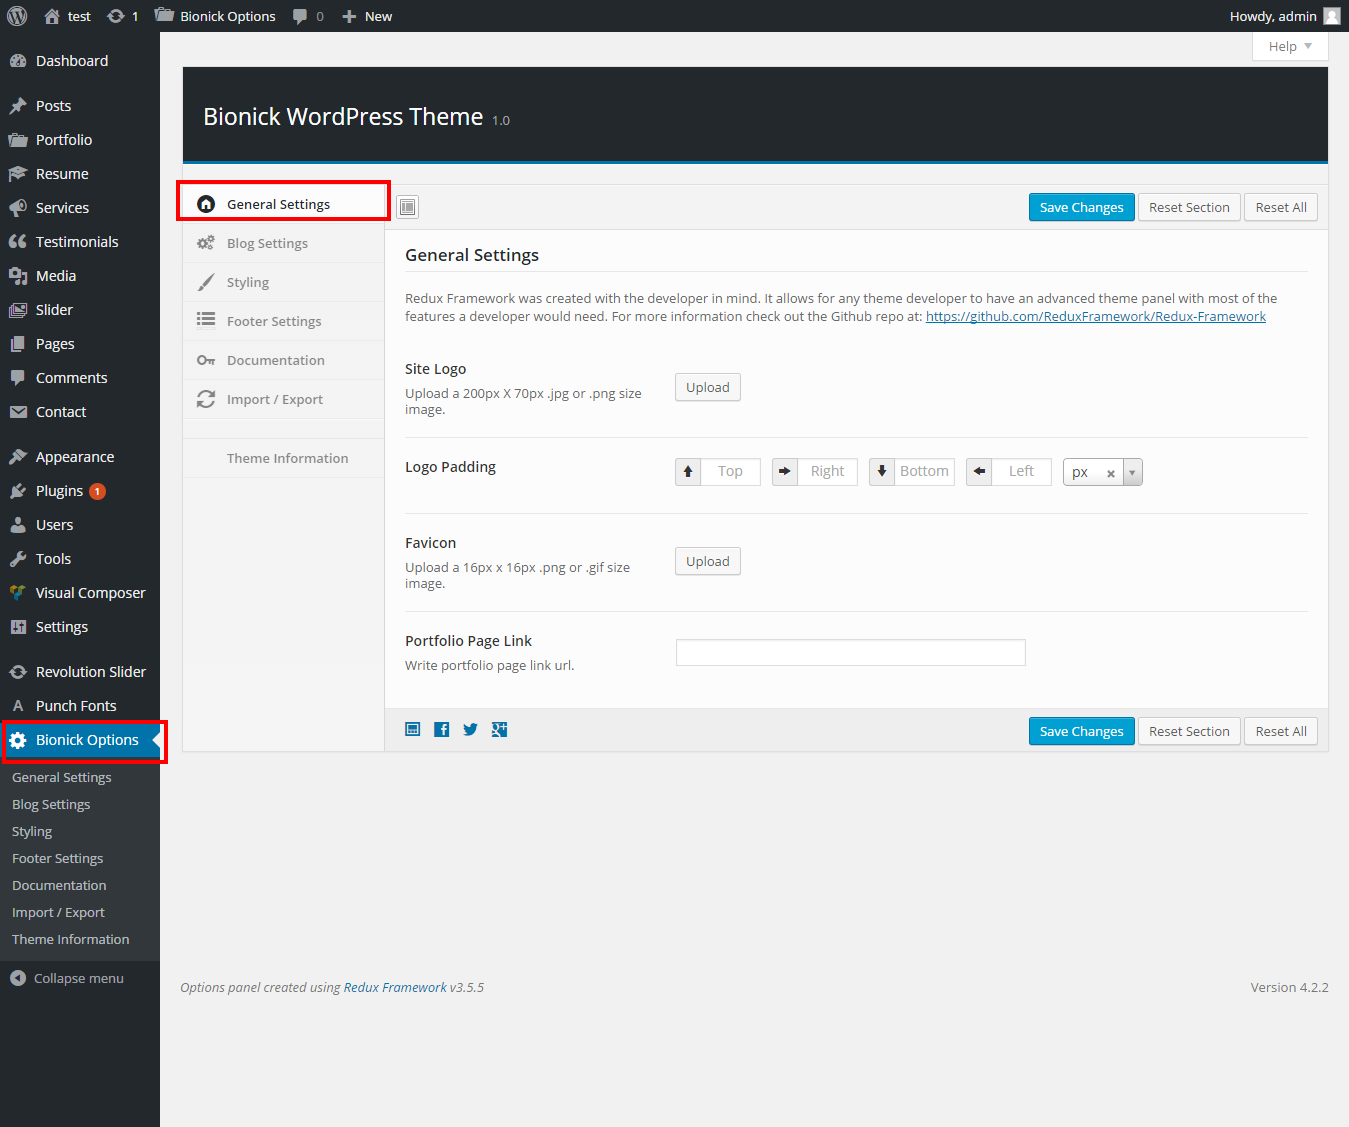 test
1
Bionick Options
0
New
Howdy, admin
Help
Dashboard
Posts
Portfolio
Resume
Services
Testimonials
Media
Slider
Pages
Comments
Contact
Appearance
Plugins 1
Users
Tools
Visual Composer
Settings
Revolution Slider
Punch Fonts
Bionick Options
General Settings
Blog Settings
Styling
Footer Settings
Documentation
Import / Export
Theme Information
Collapse menu
Bionick WordPress Theme 1.0
General Settings
Blog Settings
Styling
Footer Settings
Documentation
Import / Export
Theme Information
Save Changes
Reset Section
Reset All
General Settings
Redux Framework was created with the developer in mind. It allows for any theme developer to have an advanced theme panel with most of the
features a developer would need. For more information check out the Github repo at: https://github.com/ReduxFramework/Redux-Framework
Site Logo
Upload a 200px X 70px .jpg or .png size
image.
Upload
Logo Padding
Top
Right
Bottom
Left
px
Favicon
Upload a 16px x 16px .png or .gif size
image.
Upload
Portfolio Page Link
Write portfolio page link url.
Save Changes
Reset Section
Reset All
Options panel created using Redux Framework v3.5.5
Version 4.2.2